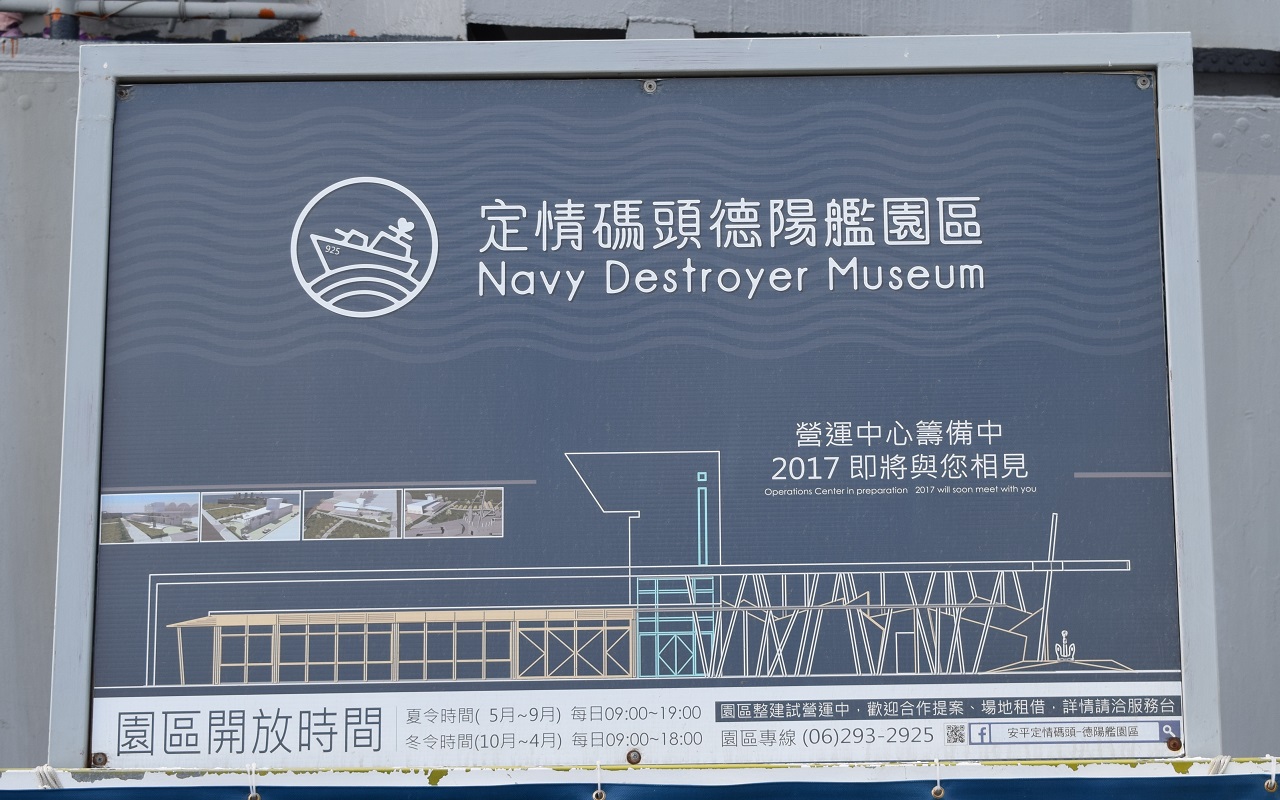 925
定情碼頭德陽艦園區
Navy Destroyer Museum
營運中心籌備中
2017 即將與您相見
Operations Center in preparation 2017 will soon meet with you
園區開放時間
夏令時間( 5月~9月) 每日09:00~19:00
冬令時間(10月~4月) 每日09:00~18:00
園區整建試營運中，歡迎合作提案、場地租借，詳情請洽服務台
園區專線 (06)293-2925
f 安平定情碼頭-德陽艦園區